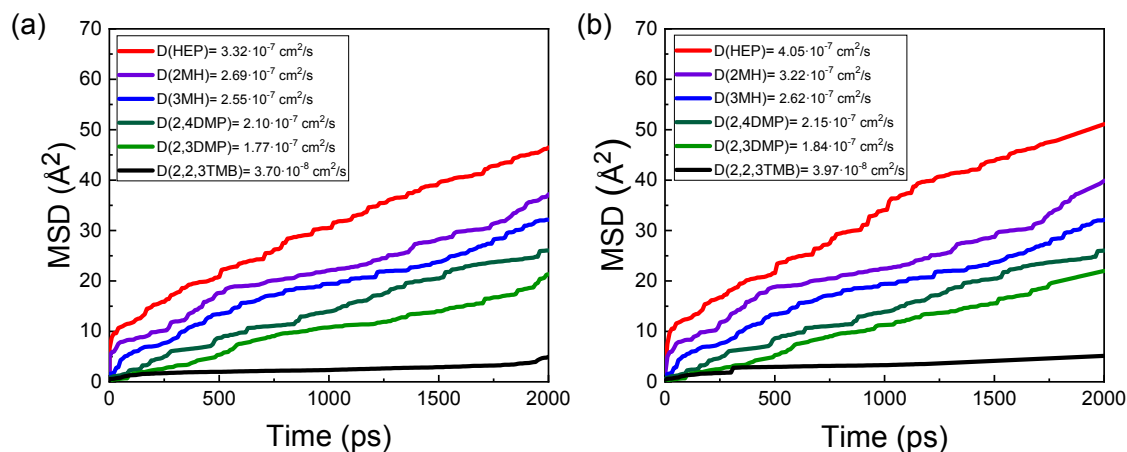 (a)
MSD (Å²)
70
60
50
40
30
20
10
0
D(HEP)= 3.32·10⁻⁷ cm²/s
D(2MH)= 2.69·10⁻⁷ cm²/s
D(3MH)= 2.55·10⁻⁷ cm²/s
D(2,4DMP)= 2.10·10⁻⁷ cm²/s
D(2,3DMP)= 1.77·10⁻⁷ cm²/s
D(2,2,3TMB)= 3.70·10⁻⁸ cm²/s
0 500 1000 1500 2000
Time (ps)
(b)
MSD (Å²)
70
60
50
40
30
20
10
0
D(HEP)= 4.05·10⁻⁷ cm²/s
D(2MH)= 3.22·10⁻⁷ cm²/s
D(3MH)= 2.62·10⁻⁷ cm²/s
D(2,4DMP)= 2.15·10⁻⁷ cm²/s
D(2,3DMP)= 1.84·10⁻⁷ cm²/s
D(2,2,3TMB)= 3.97·10⁻⁸ cm²/s
0 500 1000 1500 2000
Time (ps)